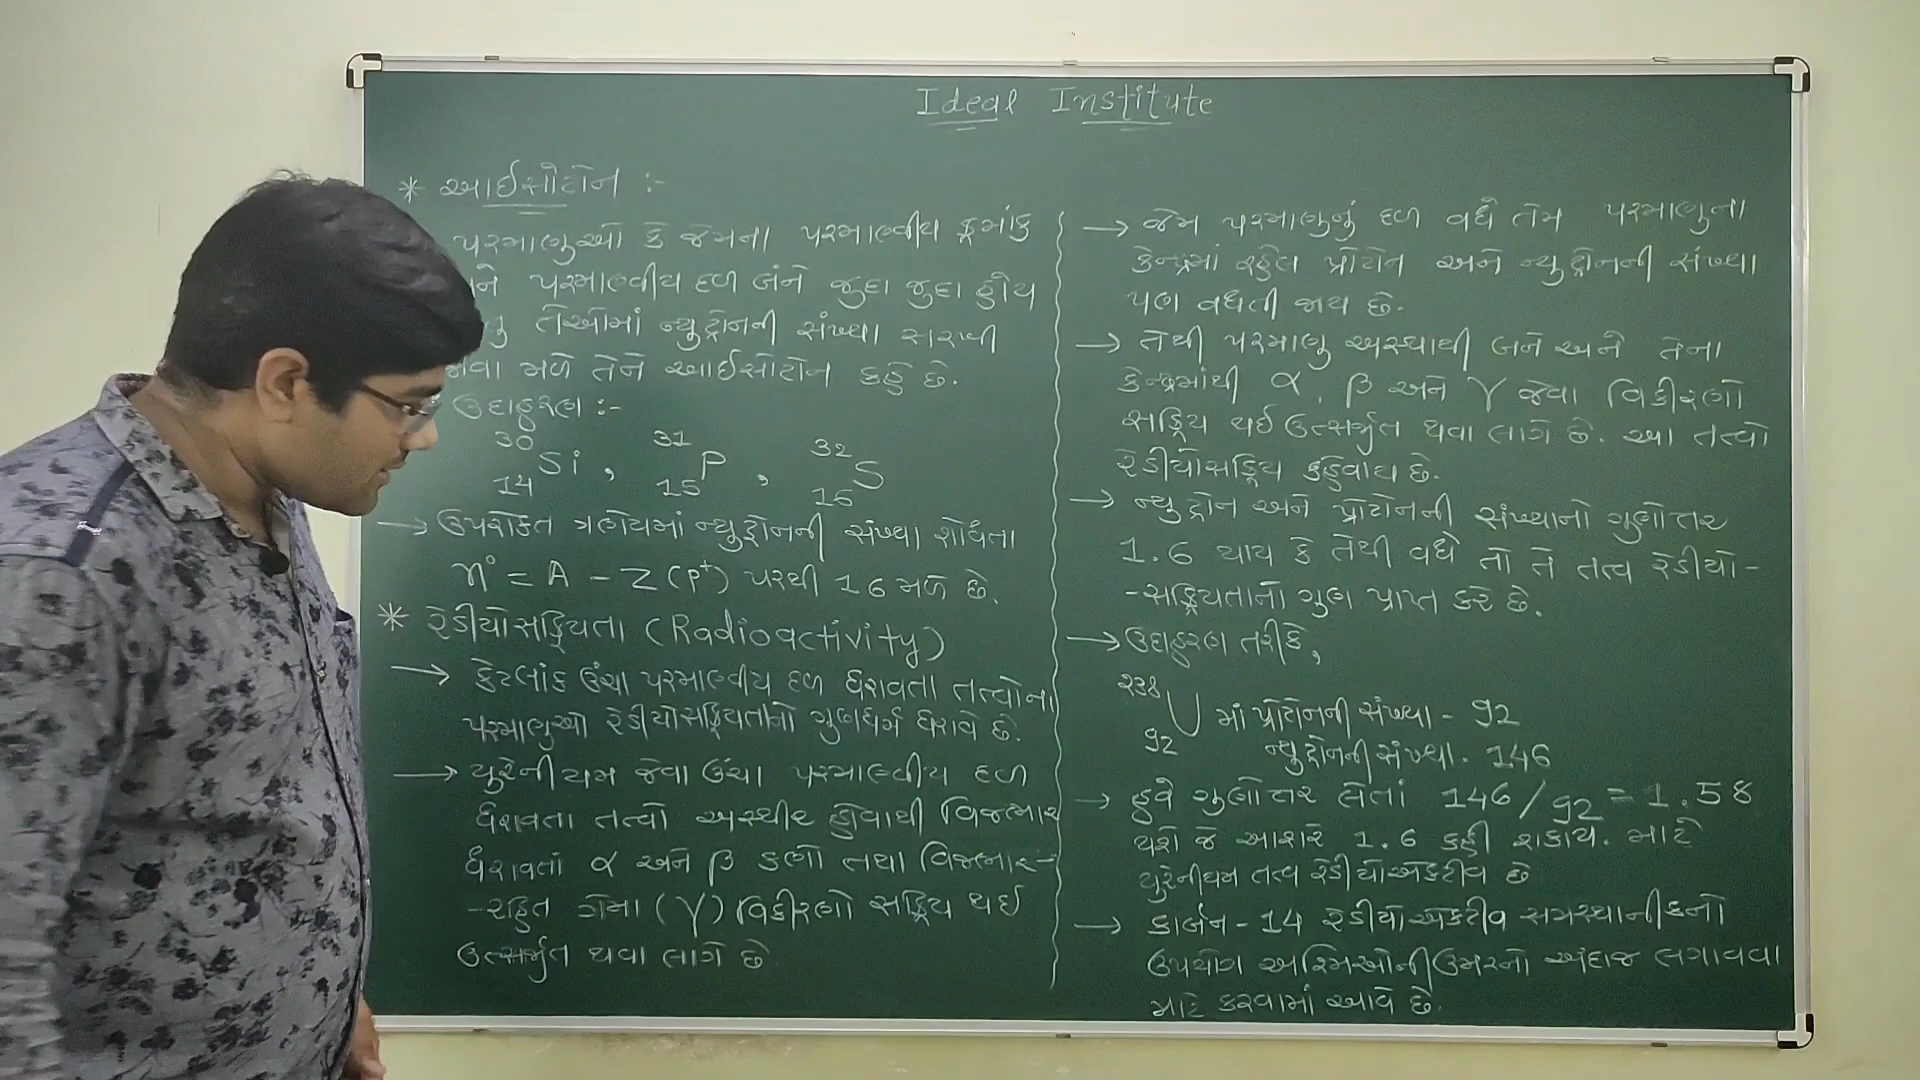 Ideal Institute
* આઈસોટોન :-
પરમાણુઓ કે જેમના પરમાણ્વીય ક્રમાંક
ને પરમાણ્વીય દળ બંને જુદા જુદા હોય
તેઓમાં ન્યુટ્રોનની સંખ્યા સરખી
મળે તેને આઈસોટોન કહે છે.
ઉદાહરણ :-
30 31 32
Si , P , S
14 15 16
→ ઉપરોક્ત ત્રણેયમાં ન્યુટ્રોનની સંખ્યા શોધતા
n° = A - Z (p⁺) પરથી 16 મળે છે.
* રેડીયોસક્રિયતા (Radioactivity)
→ કેટલાંક ઉંચા પરમાણ્વીય દળ ધરાવતા તત્વોના
પરમાણુઓ રેડીયોસક્રિયતાનો ગુણધર્મ ધરાવે છે.
→ યુરેનીયમ જેવા ઉંચા પરમાણ્વીય દળ
ધરાવતા તત્વો અસ્થીર હોવાથી વિજભાર
ધરાવતાં α અને β કણો તથા વિજભાર-
-રહિત ગેમા (γ) વિકીરણો સક્રિય થઈ
ઉત્સર્જીત થવા લાગે છે
→ જેમ પરમાણુનું દળ વધે તેમ પરમાણુના
કેન્દ્રમાં રહેલ પ્રોટોન અને ન્યુટ્રોનની સંખ્યા
પણ વધતી જાય છે.
→ તેથી પરમાણુ અસ્થાયી બને અને તેના
કેન્દ્રમાંથી α, β અને γ જેવા વિકીરણો
સક્રિય થઈ ઉત્સર્જીત થવા લાગે છે. આ તત્વો
રેડીયોસક્રિય કહેવાય છે.
→ ન્યુટ્રોન અને પ્રોટોનની સંખ્યાનો ગુણોત્તર
1.6 થાય કે તેથી વધે તો તે તત્વ રેડીયો-
-સક્રિયતાનો ગુણ પ્રાપ્ત કરે છે.
→ ઉદાહરણ તરીકે,
238
U માં પ્રોટોનની સંખ્યા - 92
92 ન્યુટ્રોનની સંખ્યા - 146
→ હવે ગુણોત્તર લેતાં 146/92 = 1.58
થશે જે આશરે 1.6 કહી શકાય. માટે
યુરેનીયમ તત્વ રેડીયોએક્ટીવ છે
→ કાર્બન - 14 રેડીયોએક્ટીવ સમસ્થાનીકનો
ઉપયોગ અશ્મિઓની ઉમરનો અંદાજ લગાવવા
માટે કરવામાં આવે છે.